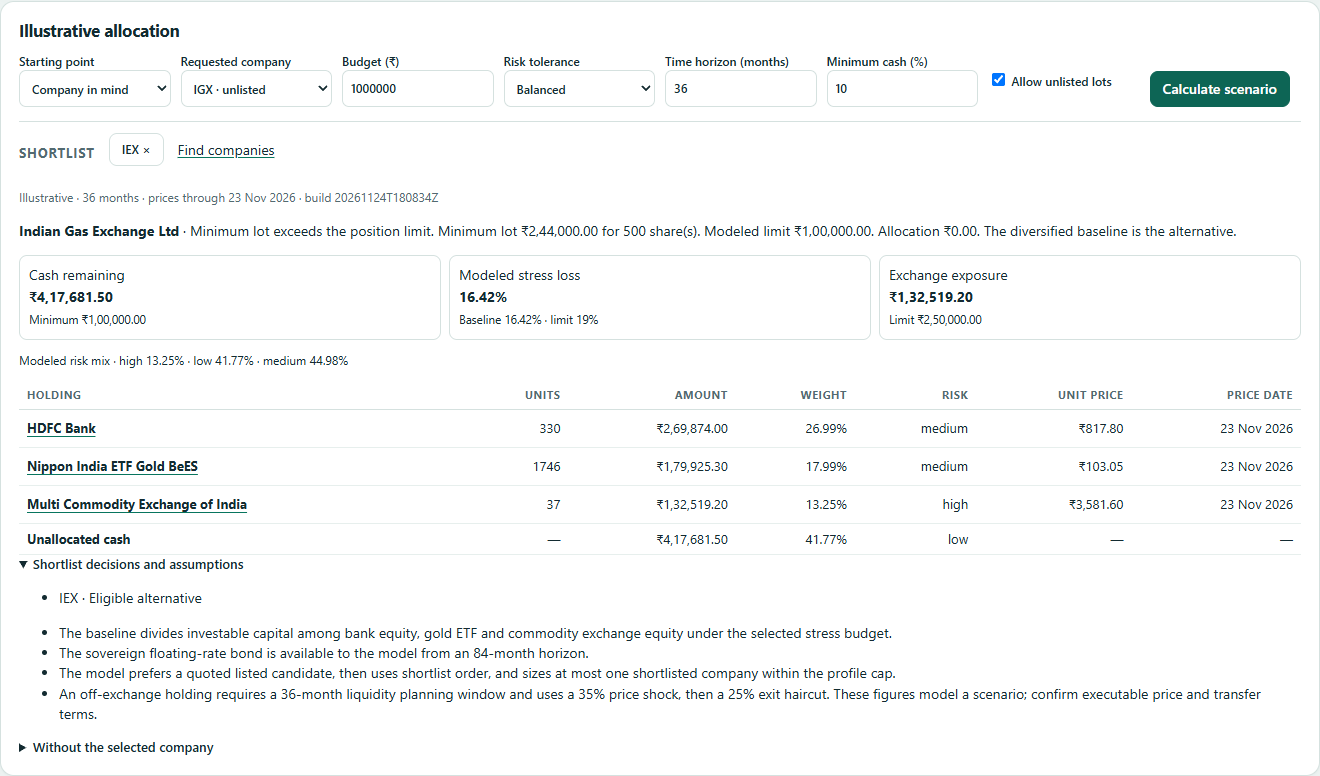 Illustrative allocation
Starting point
Company in mind
Requested company
IGX · unlisted
Budget (₹)
1000000
Risk tolerance
Balanced
Time horizon (months)
36
Minimum cash (%)
10
Allow unlisted lots
Calculate scenario
SHORTLIST IEX × Find companies
Illustrative · 36 months · prices through 23 Nov 2026 · build 20261124T180834Z
Indian Gas Exchange Ltd · Minimum lot exceeds the position limit. Minimum lot ₹2,44,000.00 for 500 share(s). Modeled limit ₹1,00,000.00. Allocation ₹0.00. The diversified baseline is the alternative.
Cash remaining
₹4,17,681.50
Minimum ₹1,00,000.00
Modeled stress loss
16.42%
Baseline 16.42% · limit 19%
Exchange exposure
₹1,32,519.20
Limit ₹2,50,000.00
Modeled risk mix · high 13.25% · low 41.77% · medium 44.98%
HOLDING UNITS AMOUNT WEIGHT RISK UNIT PRICE PRICE DATE
HDFC Bank 330 ₹2,69,874.00 26.99% medium ₹817.80 23 Nov 2026
Nippon India ETF Gold BeES 1746 ₹1,79,925.30 17.99% medium ₹103.05 23 Nov 2026
Multi Commodity Exchange of India 37 ₹1,32,519.20 13.25% high ₹3,581.60 23 Nov 2026
Unallocated cash — ₹4,17,681.50 41.77% low — —
▼ Shortlist decisions and assumptions
• IEX · Eligible alternative
• The baseline divides investable capital among bank equity, gold ETF and commodity exchange equity under the selected stress budget.
• The sovereign floating-rate bond is available to the model from an 84-month horizon.
• The model prefers a quoted listed candidate, then uses shortlist order, and sizes at most one shortlisted company within the profile cap.
• An off-exchange holding requires a 36-month liquidity planning window and uses a 35% price shock, then a 25% exit haircut. These figures model a scenario; confirm executable price and transfer
terms.
▶ Without the selected company